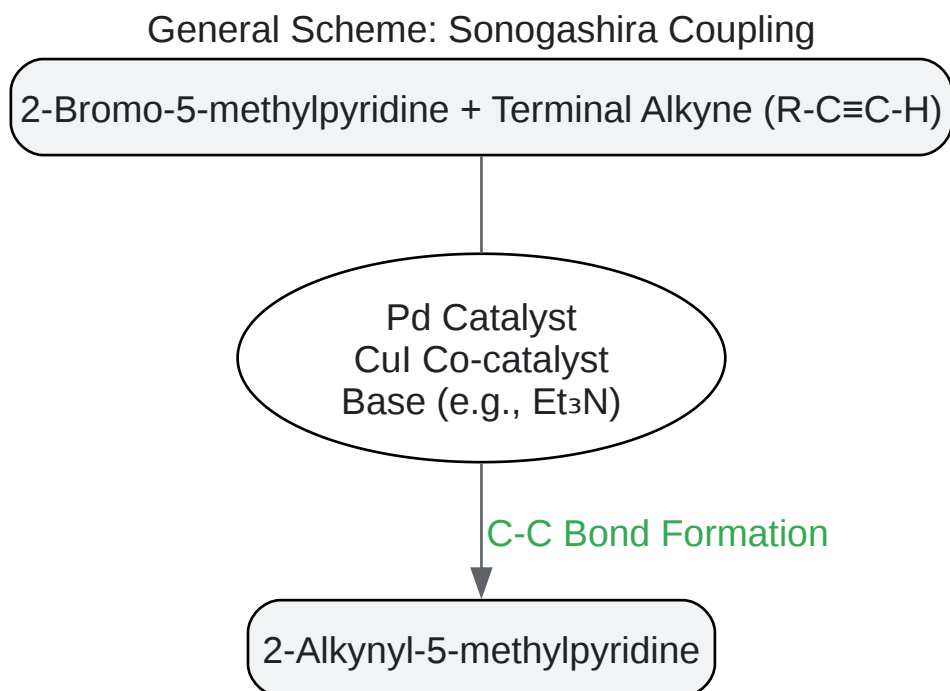 General Scheme: Sonogashira Coupling
2-Bromo-5-methylpyridine + Terminal Alkyne (R-C≡C-H)
Pd Catalyst
CuI Co-catalyst
Base (e.g., Et₃N)
C-C Bond Formation
2-Alkynyl-5-methylpyridine